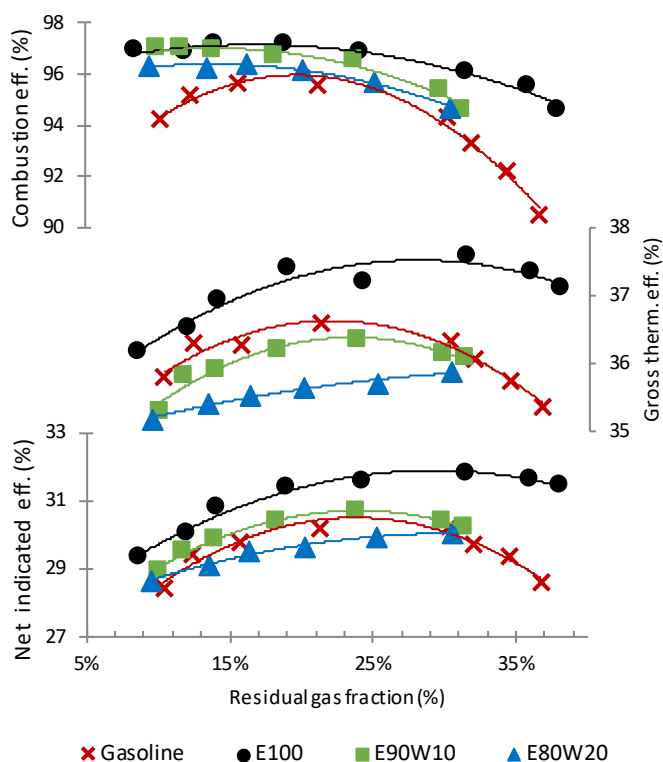 Combustion eff. (%)
98
96
94
92
90
Gross therm. eff. (%)
38
37
36
35
Net indicated eff. (%)
33
31
29
27
5% 15% 25% 35%
Residual gas fraction (%)
Gasoline E100 E90W10 E80W20